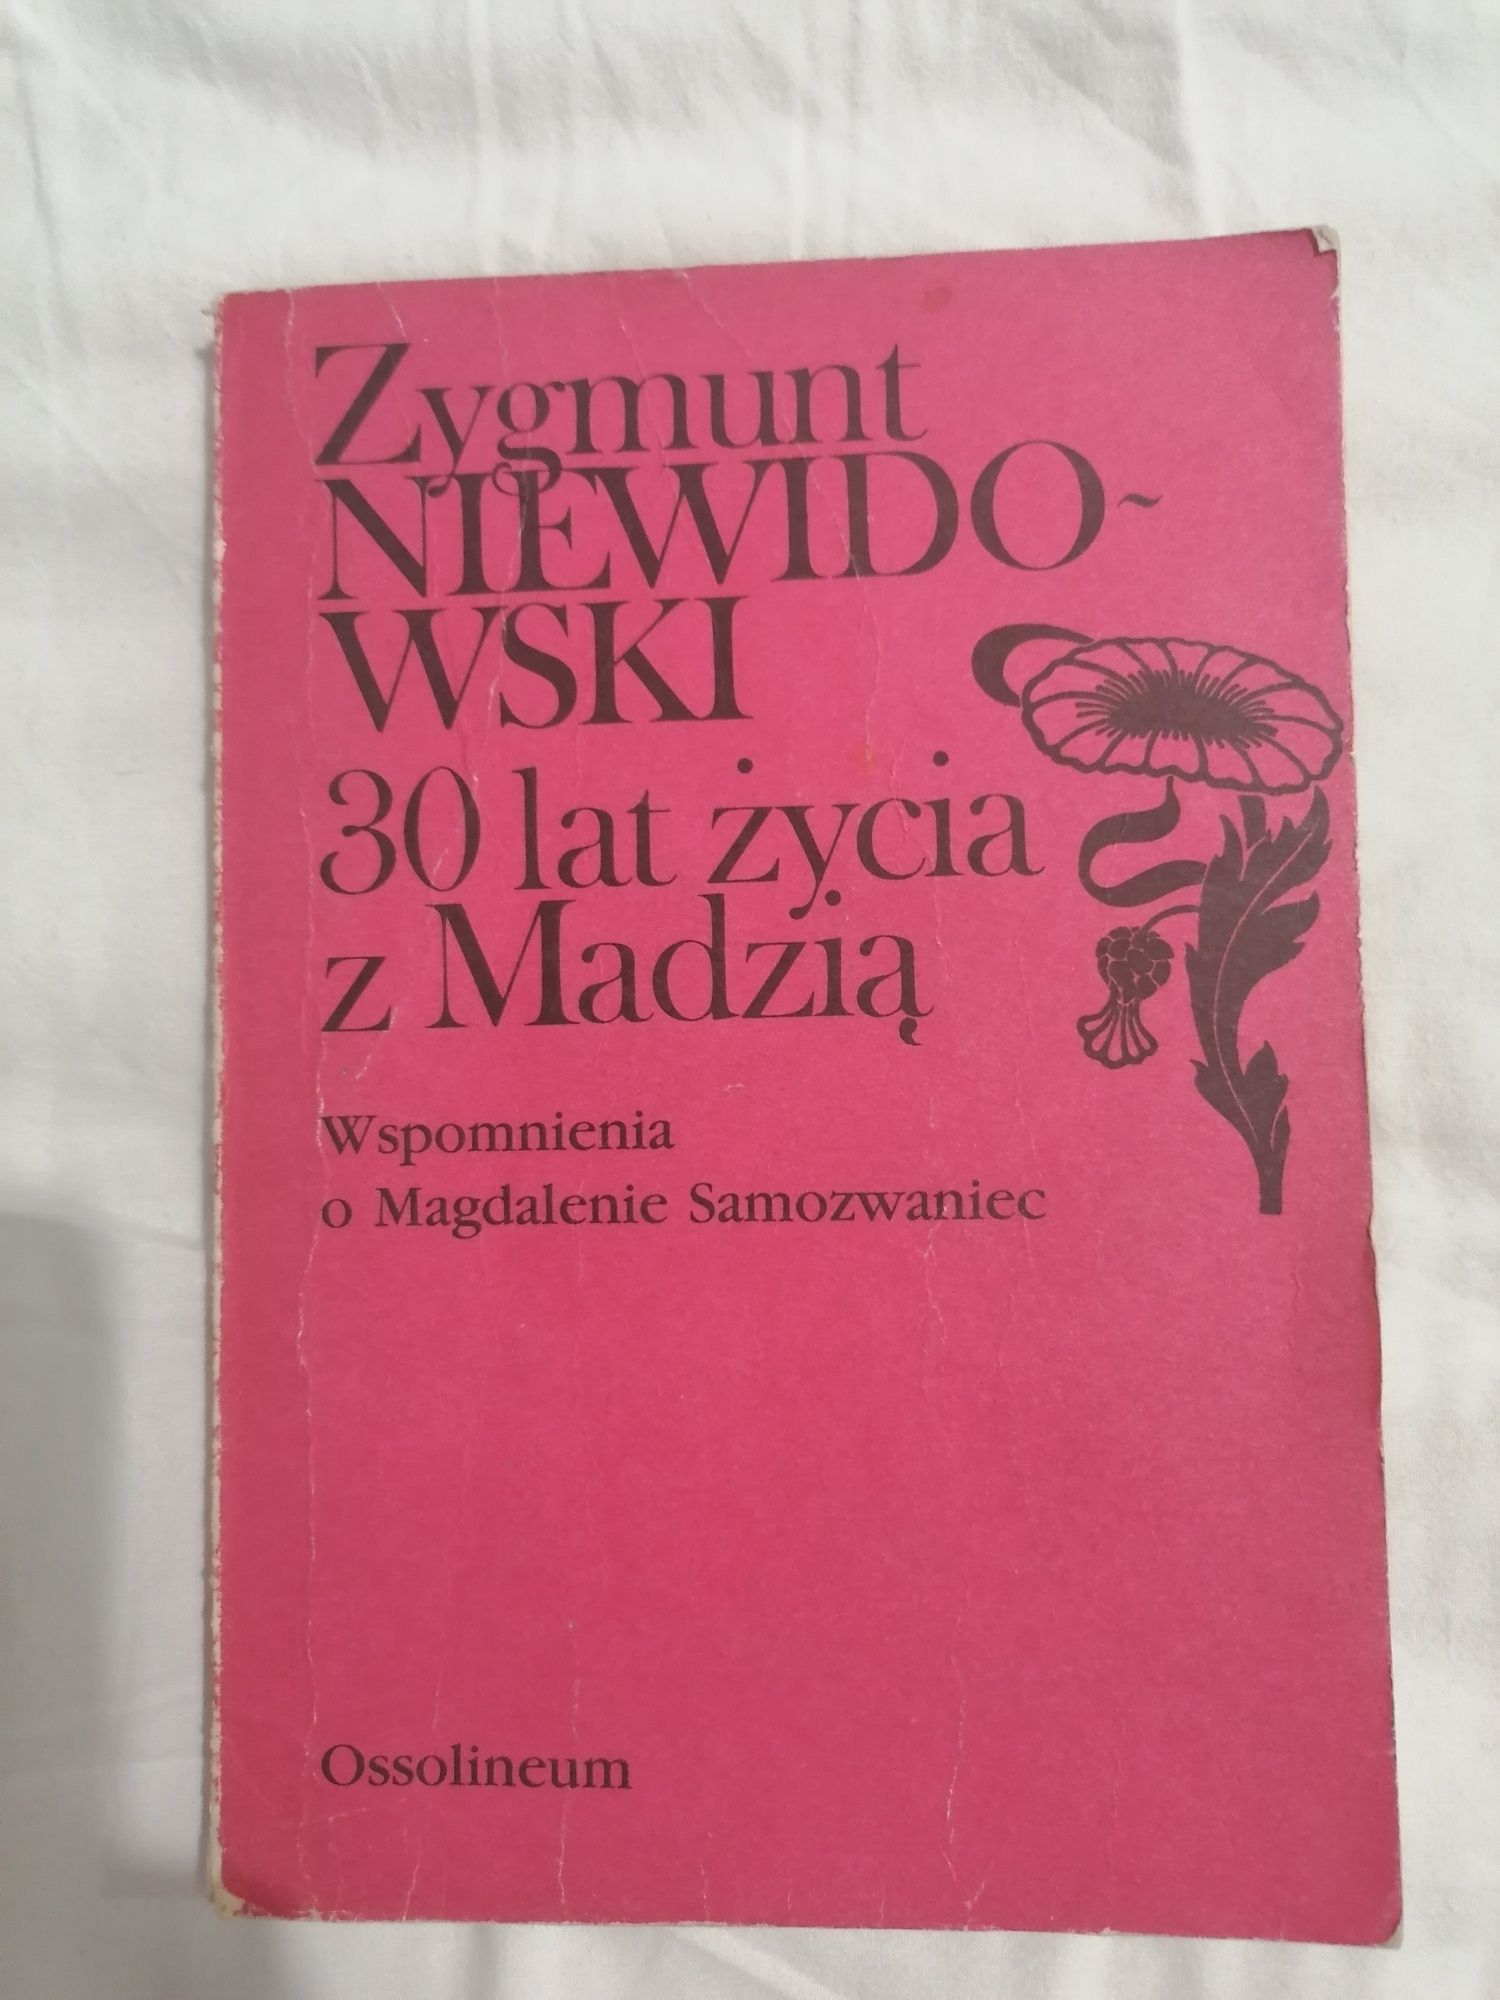 Zygmunt
NIEWIDO-
WSKI
30 lat życia
z Madzią
Wspomnienia
o Magdalenie Samozwaniec
Ossolineum